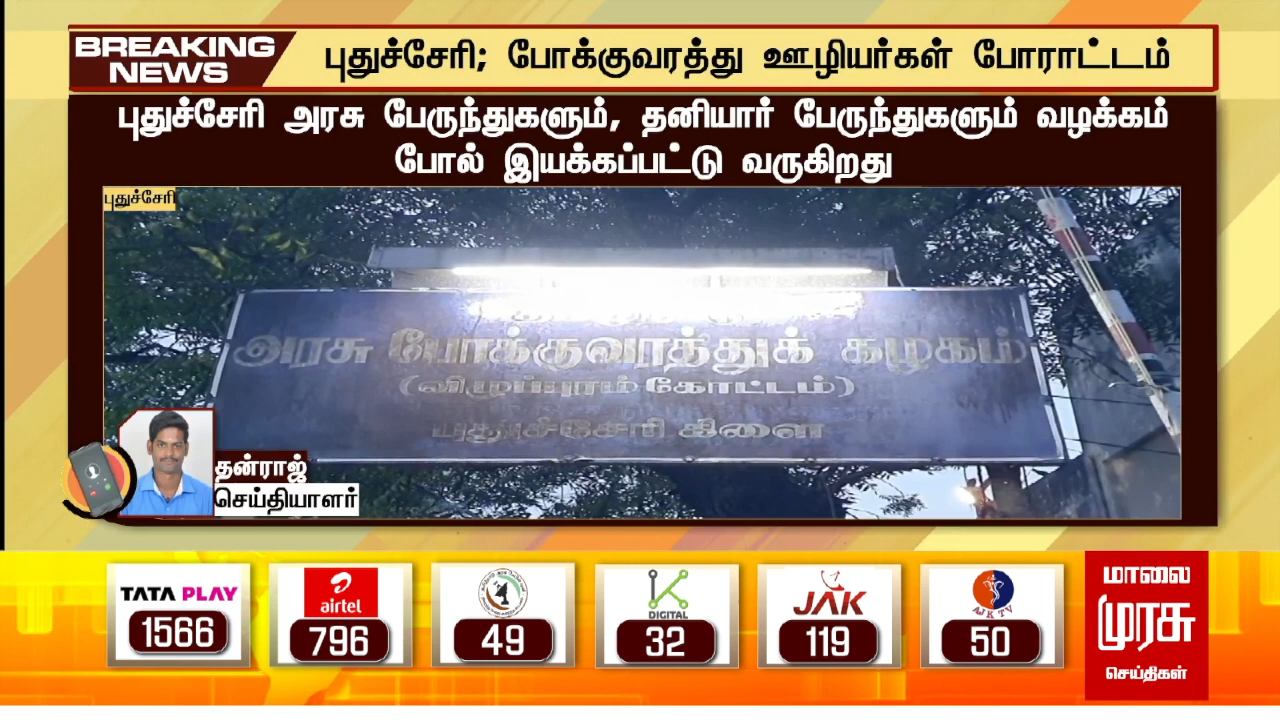 BREAKING
NEWS
புதுச்சேரி; போக்குவரத்து ஊழியர்கள் போராட்டம்
புதுச்சேரி அரசு பேருந்துகளும், தனியார் பேருந்துகளும் வழக்கம்
போல் இயக்கப்பட்டு வருகிறது
புதுச்சேரி
அரசு போக்குவரத்துக் கழகம்
(விழுப்புரம் கோட்டம்)
புதுச்சேரி கிளை
தன்ராஜ்
செய்தியாளர்
TATA PLAY
1566
airtel
796
49
DIGITAL
32
JAK
119
AJK TV
50
மாலை
முரசு
செய்திகள்